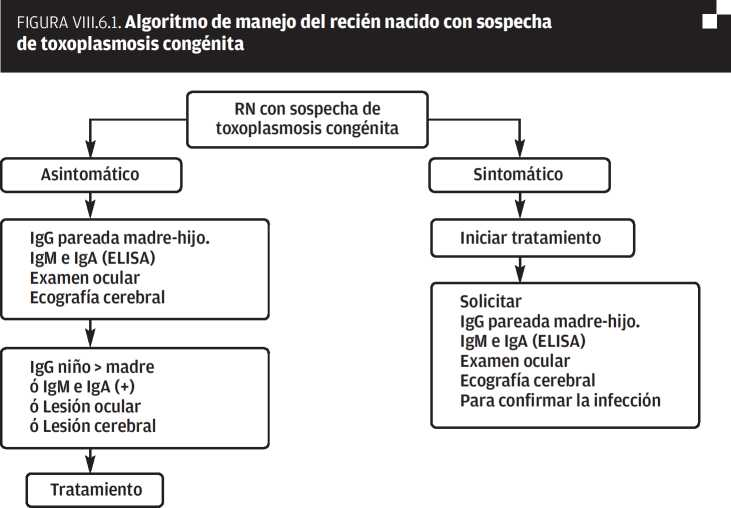 FIGURA VIII.6.1. Algoritmo de manejo del recién nacido con sospecha
de toxoplasmosis congénita
RN con sospecha de
toxoplasmosis congénita
Asintomático
IgG pareada madre-hijo.
IgM e IgA (ELISA)
Examen ocular
Ecografía cerebral
IgG niño > madre
ó IgM e IgA (+)
ó Lesión ocular
ó Lesión cerebral
Tratamiento
Sintomático
Iniciar tratamiento
Solicitar
IgG pareada madre-hijo.
IgM e IgA (ELISA)
Examen ocular
Ecografía cerebral
Para confirmar la infección